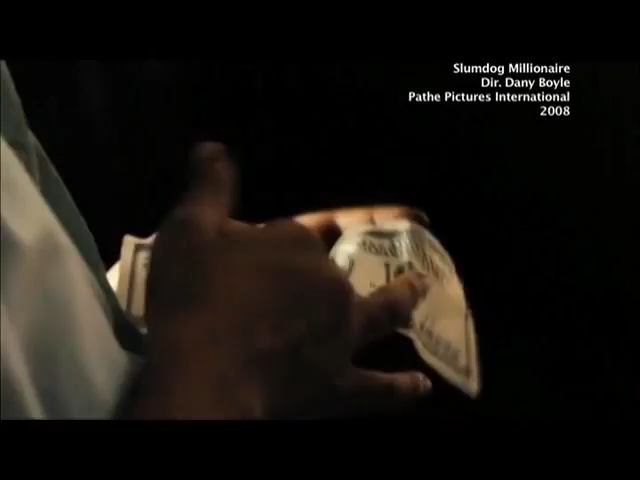 Slumdog Millionaire
Dir. Dany Boyle
Pathe Pictures International
2008